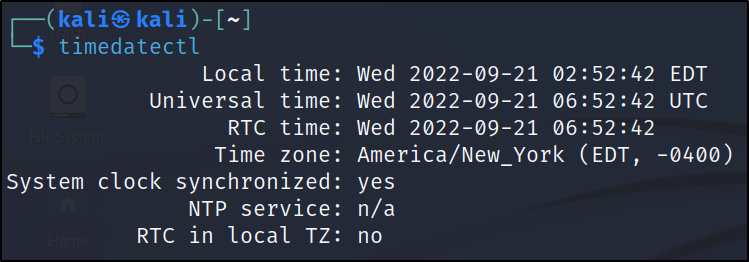 ┌──(kali㉿kali)-[~]
└─$ timedatectl
Local time: Wed 2022-09-21 02:52:42 EDT
Universal time: Wed 2022-09-21 06:52:42 UTC
RTC time: Wed 2022-09-21 06:52:42
Time zone: America/New_York (EDT, -0400)
System clock synchronized: yes
NTP service: n/a
RTC in local TZ: no
File System
Home